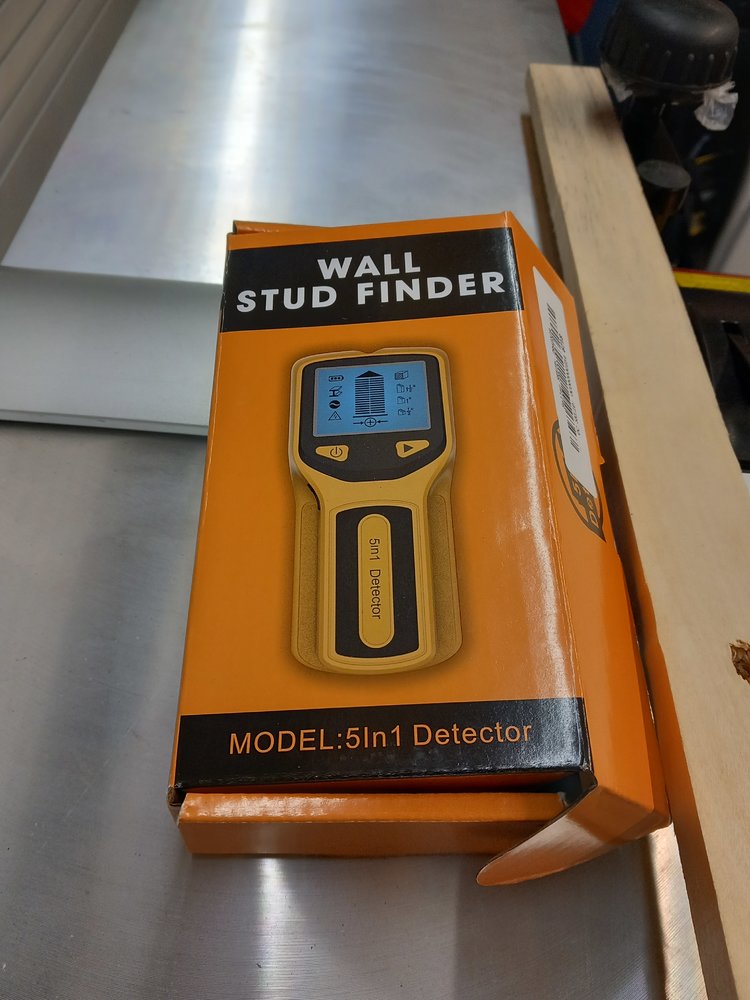 WALL
STUD FINDER
5in1 Detector
MODEL:5In1 Detector